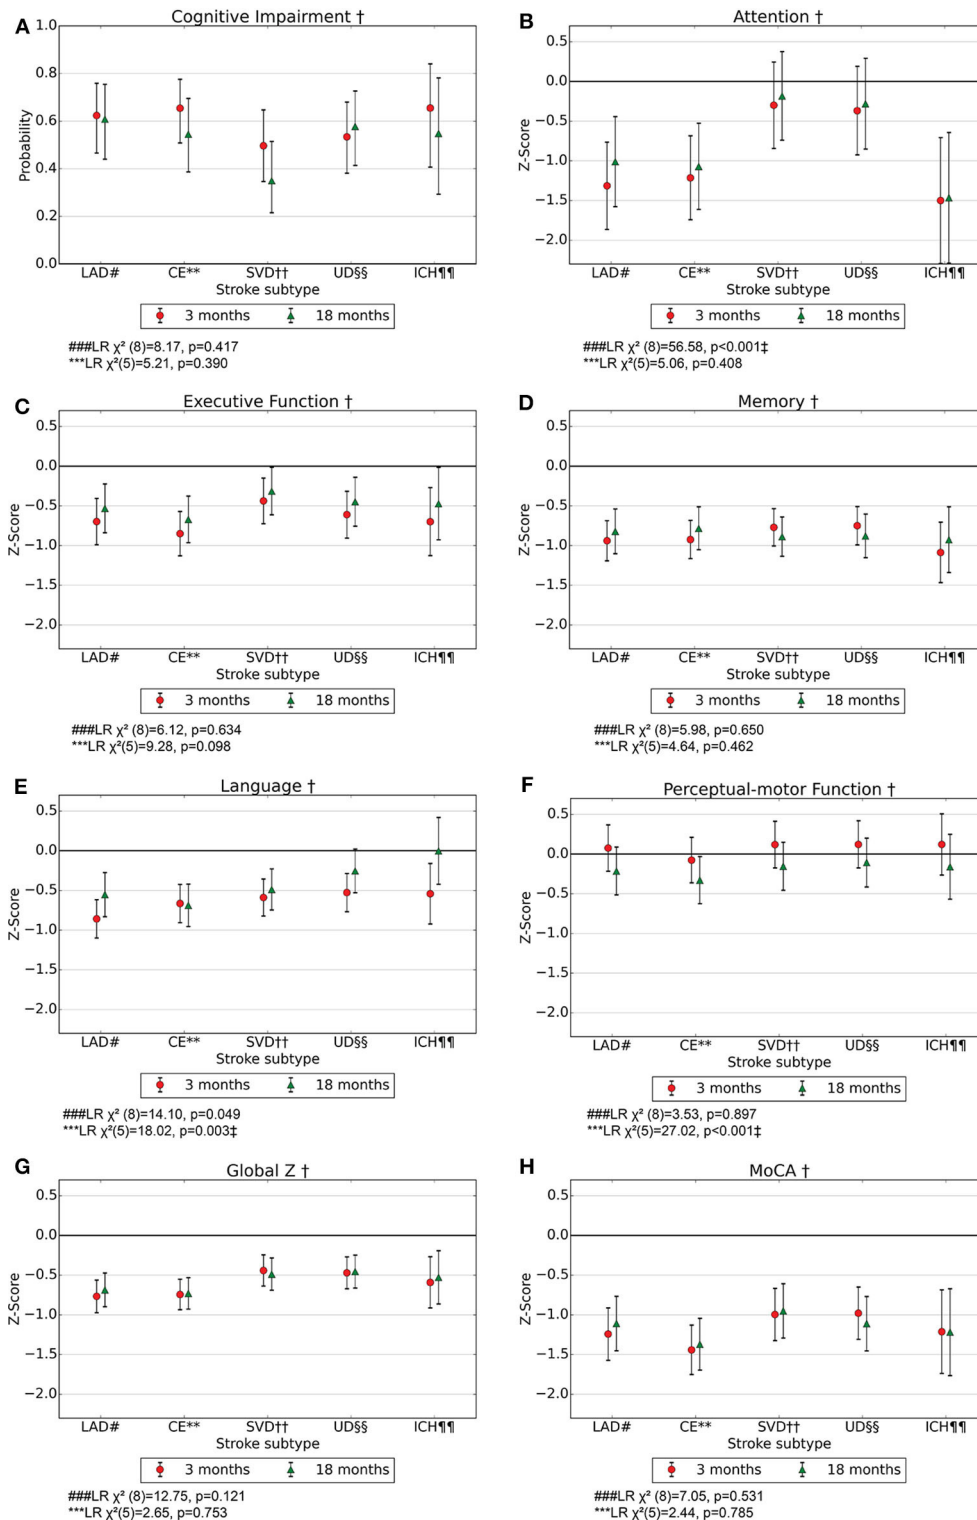 A
Cognitive Impairment †
Probability
1.0
0.8
0.6
0.4
0.2
0.0
LAD# CE** SVD†† UD§§ ICH¶¶
Stroke subtype
3 months 18 months
###LR χ² (8)=8.17, p=0.417
***LR χ²(5)=5.21, p=0.390
B
Attention †
Z-Score
0.5
0.0
−0.5
−1.0
−1.5
−2.0
LAD# CE** SVD†† UD§§ ICH¶¶
Stroke subtype
3 months 18 months
###LR χ² (8)=56.58, p<0.001‡
***LR χ²(5)=5.06, p=0.408
C
Executive Function †
Z-Score
0.5
0.0
−0.5
−1.0
−1.5
−2.0
LAD# CE** SVD†† UD§§ ICH¶¶
Stroke subtype
3 months 18 months
###LR χ² (8)=6.12, p=0.634
***LR χ²(5)=9.28, p=0.098
D
Memory †
Z-Score
0.5
0.0
−0.5
−1.0
−1.5
−2.0
LAD# CE** SVD†† UD§§ ICH¶¶
Stroke subtype
3 months 18 months
###LR χ² (8)=5.98, p=0.650
***LR χ²(5)=4.64, p=0.462
E
Language †
Z-Score
0.5
0.0
−0.5
−1.0
−1.5
−2.0
LAD# CE** SVD†† UD§§ ICH¶¶
Stroke subtype
3 months 18 months
###LR χ² (8)=14.10, p=0.049
***LR χ²(5)=18.02, p=0.003‡
F
Perceptual-motor Function †
Z-Score
0.5
0.0
−0.5
−1.0
−1.5
−2.0
LAD# CE** SVD†† UD§§ ICH¶¶
Stroke subtype
3 months 18 months
###LR χ² (8)=3.53, p=0.897
***LR χ²(5)=27.02, p<0.001‡
G
Global Z †
Z-Score
0.5
0.0
−0.5
−1.0
−1.5
−2.0
LAD# CE** SVD†† UD§§ ICH¶¶
Stroke subtype
3 months 18 months
###LR χ² (8)=12.75, p=0.121
***LR χ²(5)=2.65, p=0.753
H
MoCA †
Z-Score
0.5
0.0
−0.5
−1.0
−1.5
−2.0
LAD# CE** SVD†† UD§§ ICH¶¶
Stroke subtype
3 months 18 months
###LR χ² (8)=7.05, p=0.531
***LR χ²(5)=2.44, p=0.785